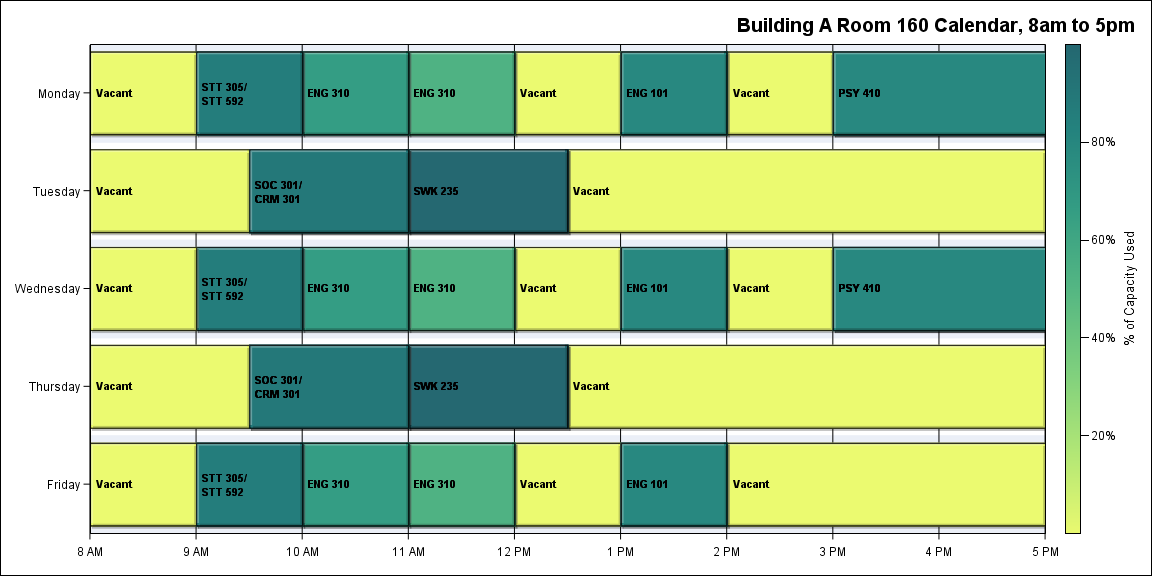 Building A Room 160 Calendar, 8am to 5pm
Monday
Vacant
STT 305/
STT 592
ENG 310
ENG 310
Vacant
ENG 101
Vacant
PSY 410
Tuesday
Vacant
SOC 301/
CRM 301
SWK 235
Vacant
Wednesday
Vacant
STT 305/
STT 592
ENG 310
ENG 310
Vacant
ENG 101
Vacant
PSY 410
Thursday
Vacant
SOC 301/
CRM 301
SWK 235
Vacant
Friday
Vacant
STT 305/
STT 592
ENG 310
ENG 310
Vacant
ENG 101
Vacant
8 AM
9 AM
10 AM
11 AM
12 PM
1 PM
2 PM
3 PM
4 PM
5 PM
80%
60%
40%
20%
% of Capacity Used